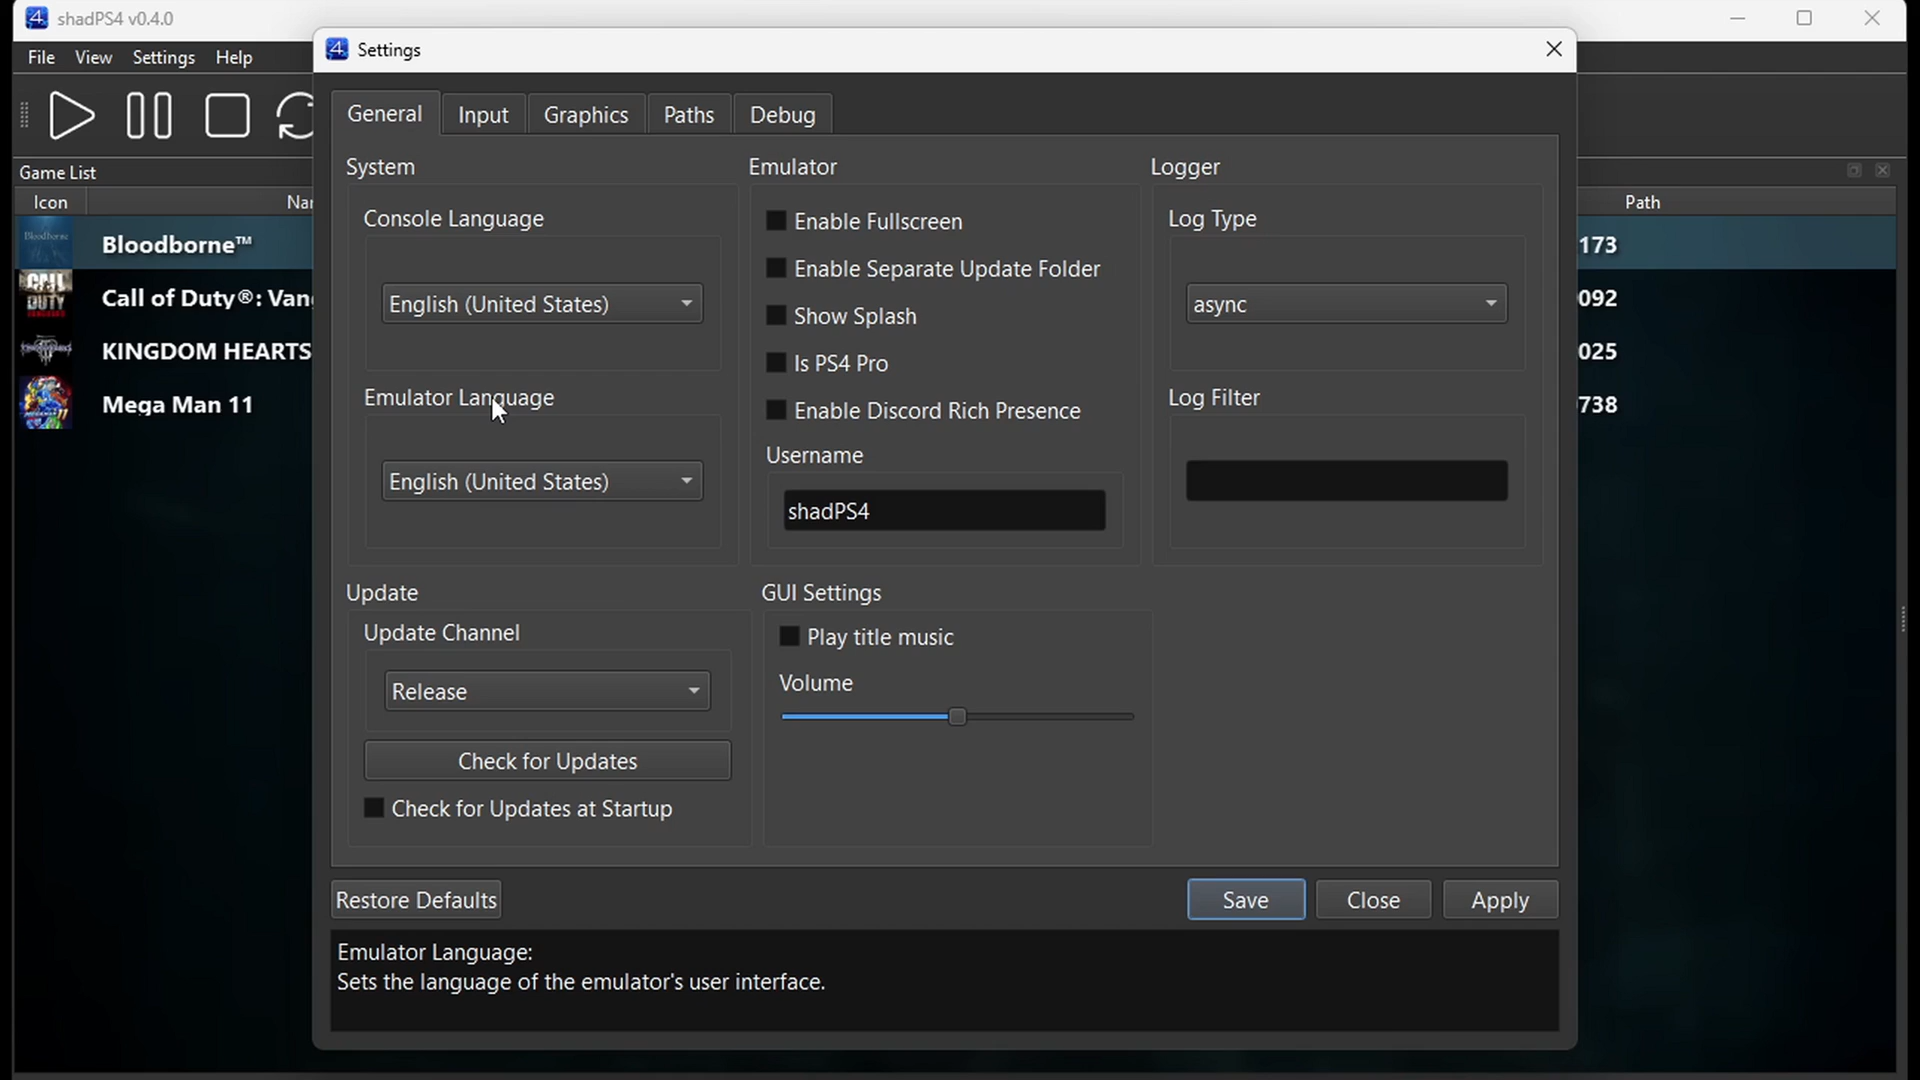 shadPS4 v0.4.0
File View Settings Help
Settings
General Input Graphics Paths Debug
Game List
Icon
Path
Bloodborne™
173
CALL DUTY
Call of Duty®: Van
092
KINGDOM HEARTS
025
Mega Man 11
738
System
Console Language
English (United States)
Emulator Language
English (United States)
Emulator
Enable Fullscreen
Enable Separate Update Folder
Show Splash
Is PS4 Pro
Enable Discord Rich Presence
Username
shadPS4
Logger
Log Type
async
Log Filter
Update
Update Channel
Release
Check for Updates
Check for Updates at Startup
GUI Settings
Play title music
Volume
Restore Defaults
Save Close Apply
Emulator Language:
Sets the language of the emulator's user interface.